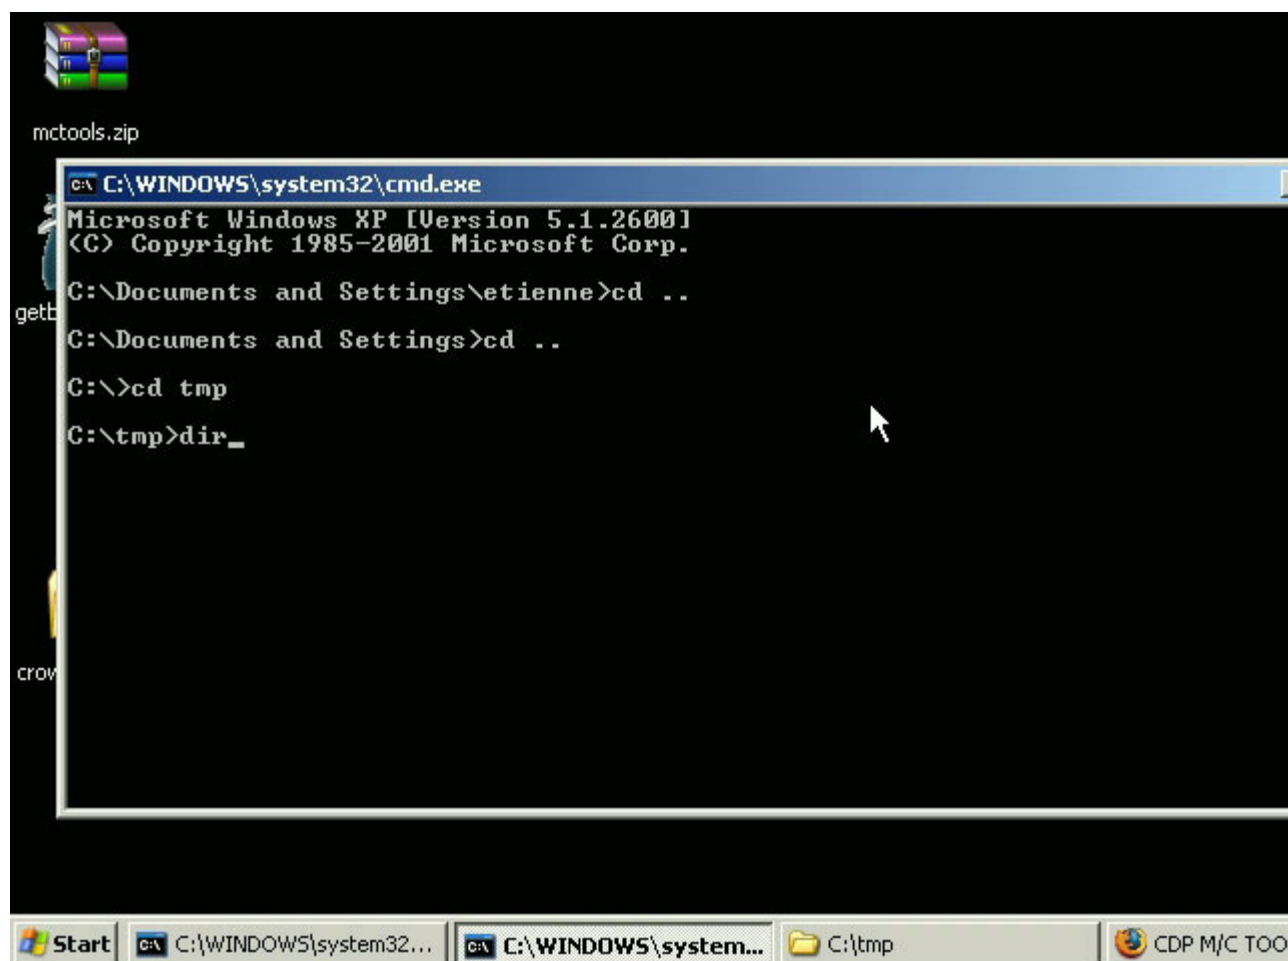 mctools.zip
C:\WINDOWS\system32\cmd.exe
Microsoft Windows XP [Version 5.1.2600]
(C) Copyright 1985-2001 Microsoft Corp.
C:\Documents and Settings\etienne>cd ..
C:\Documents and Settings>cd ..
C:\>cd tmp
C:\tmp>dir_
getb
crow
Start C:\WINDOWS\system32... C:\WINDOWS\system... C:\tmp CDP M/C TOO